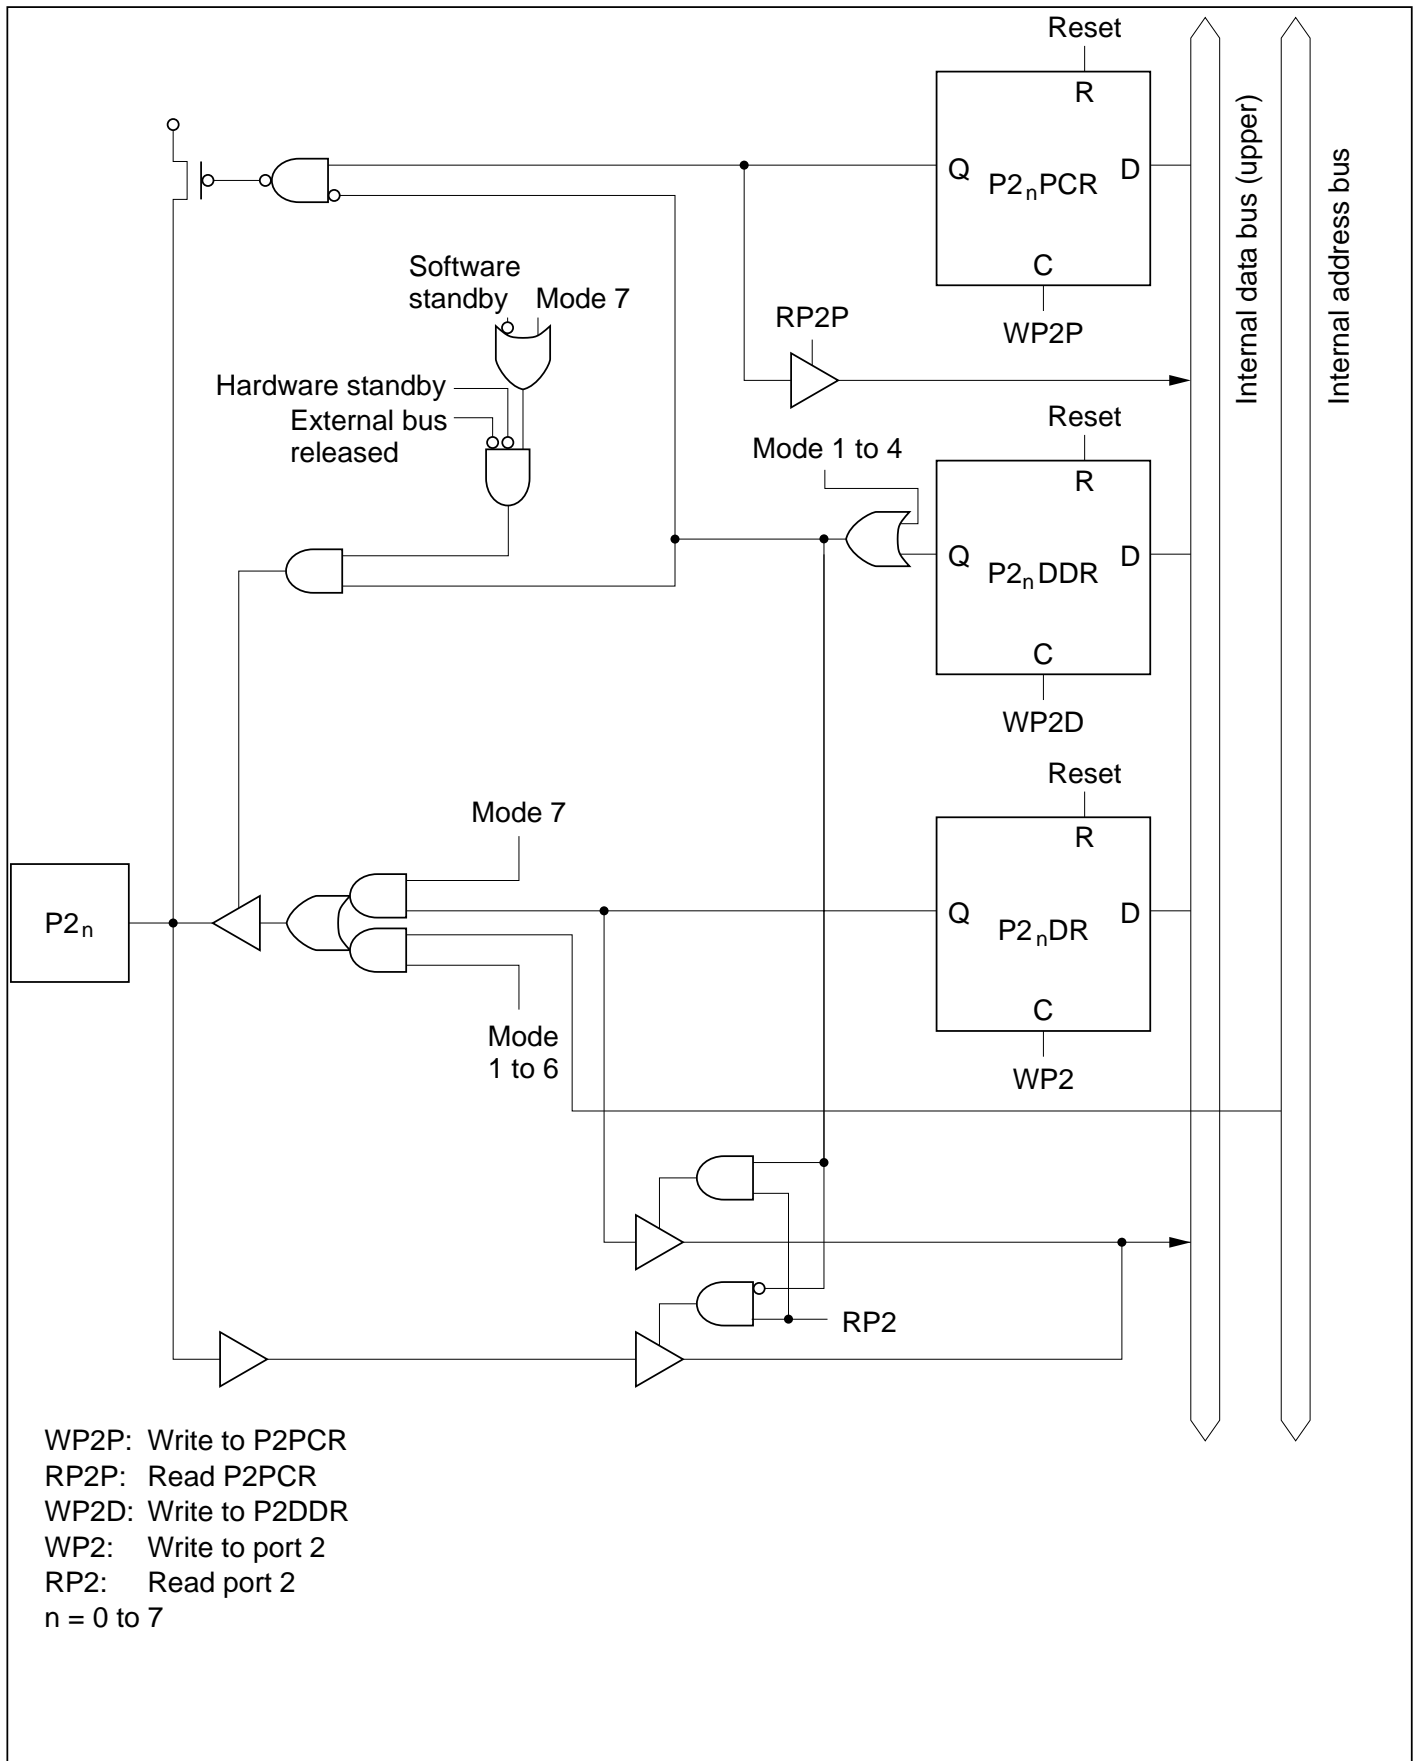 Reset
R
Q
P2nPCR
D
C
WP2P
Internal data bus (upper)
Internal address bus
Software
standby
Mode 7
RP2P
Hardware standby
External bus
released
Reset
Mode 1 to 4
R
Q
P2nDDR
D
C
WP2D
Reset
Mode 7
R
P2n
Q
P2nDR
D
C
Mode
1 to 6
WP2
RP2
WP2P: Write to P2PCR
RP2P: Read P2PCR
WP2D: Write to P2DDR
WP2: Write to port 2
RP2: Read port 2
n = 0 to 7